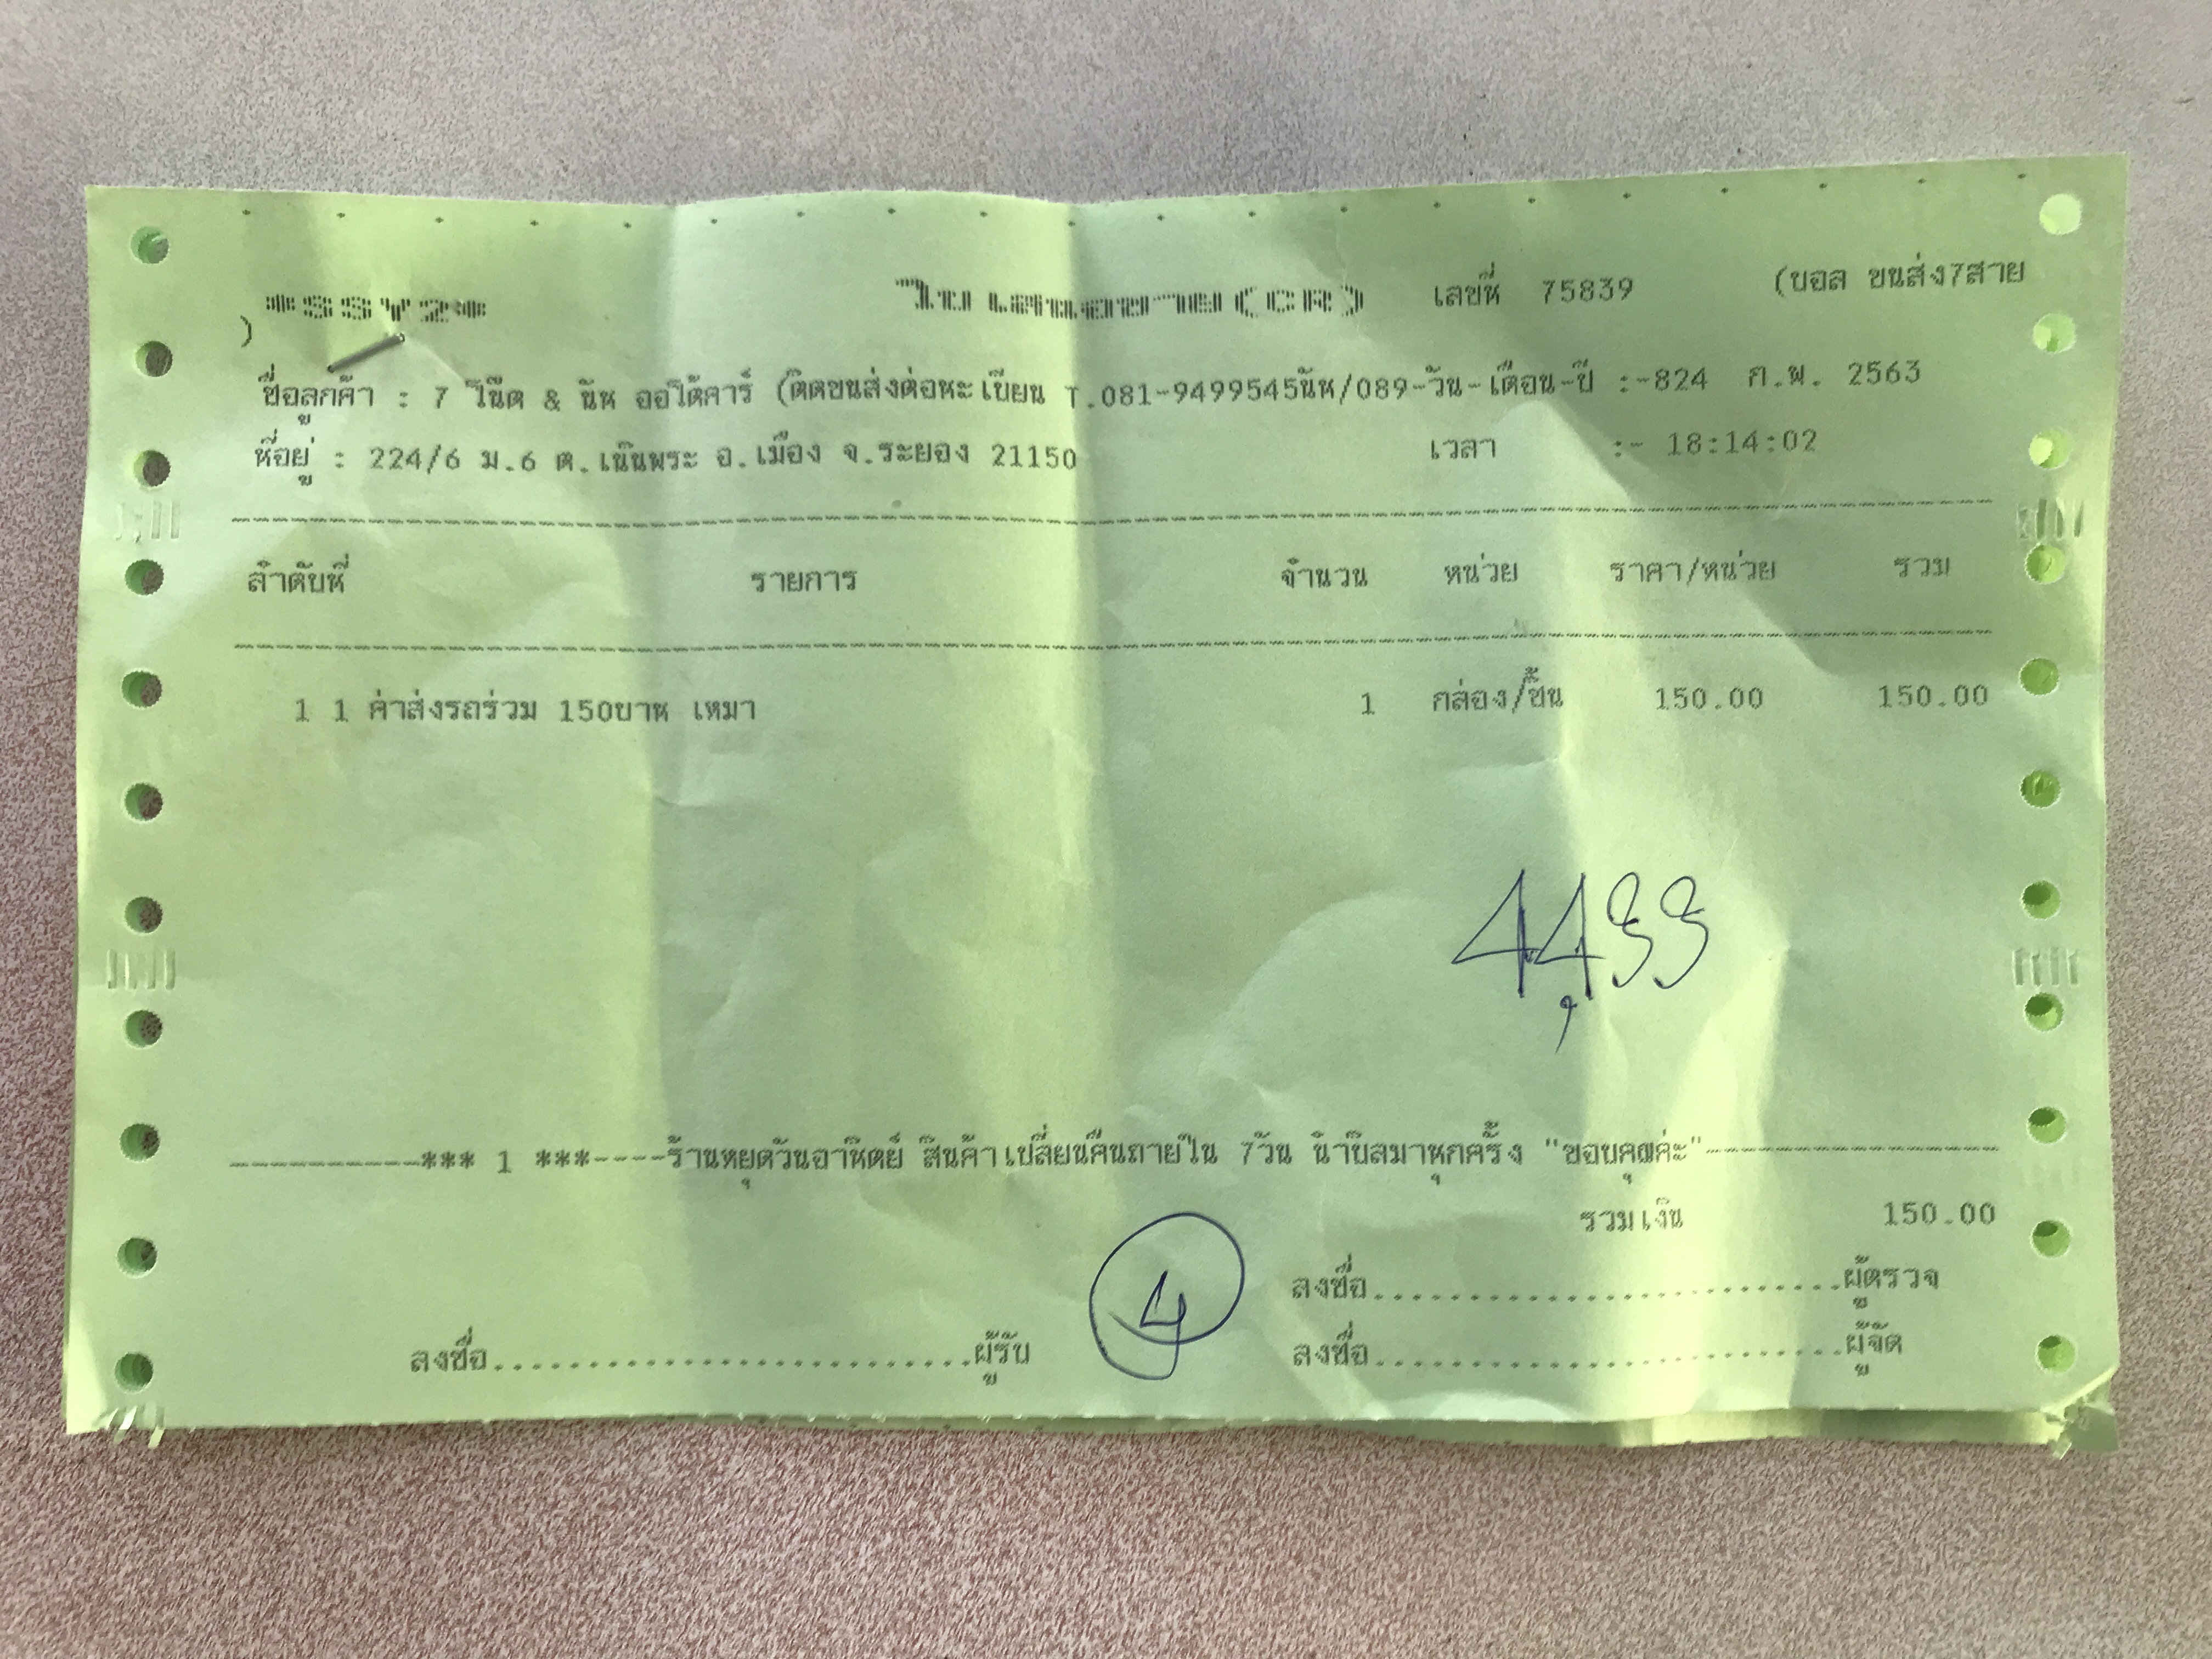 *SSY2* ใบเสนอขาย(CR) เลขที่ 75839 (บอล ขนส่ง7สาย
)
ชื่อลูกค้า : 7 โน๊ต & นัท ออโต้คาร์ (ติดขนส่งต่อทะเบียน T.081-9499545นัท/089-วัน-เดือน-ปี :-824 ก.พ. 2563
ที่อยู่ : 224/6 ม.6 ต.เนินพระ อ.เมือง จ.ระยอง 21150 เวลา :- 18:14:02
ลำดับที่ รายการ จำนวน หน่วย ราคา/หน่วย รวม
1 1 ค่าส่งรถร่วม 150บาท เหมา 1 กล่อง/ชิ้น 150.00 150.00
4,433
----------*** 1 ***----ร้านหยุดวันอาทิตย์ สินค้าเปลี่ยนคืนภายใน 7วัน นำบิลมาทุกครั้ง "ขอบคุณค่ะ"----------------
รวมเงิน 150.00
4
ลงชื่อ.........................ผู้ตรวจ
ลงชื่อ.........................ผู้รับ ลงชื่อ.........................ผู้จัด